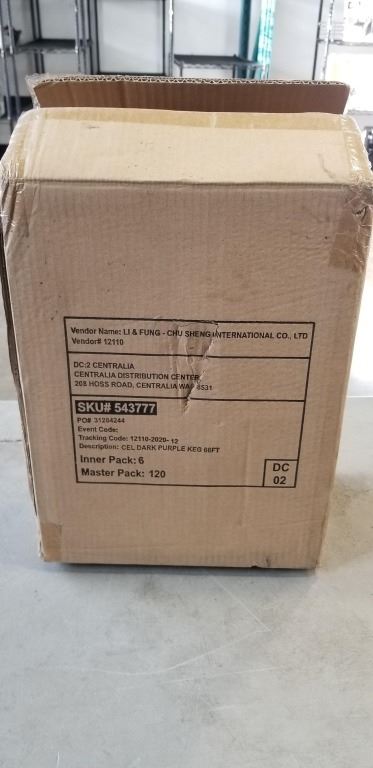 Vendor Name: LI & FUNG - CHU SHENG INTERNATIONAL CO., LTD
Vendor# 12110
DC:2 CENTRALIA
CENTRALIA DISTRIBUTION CENTER
208 HOSS ROAD, CENTRALIA WA 8531
SKU# 543777
PO# 31204244
Event Code:
Tracking Code: 12110-2020- 12
Description: CEL DARK PURPLE KEG 66FT
Inner Pack: 6
Master Pack: 120
DC
02